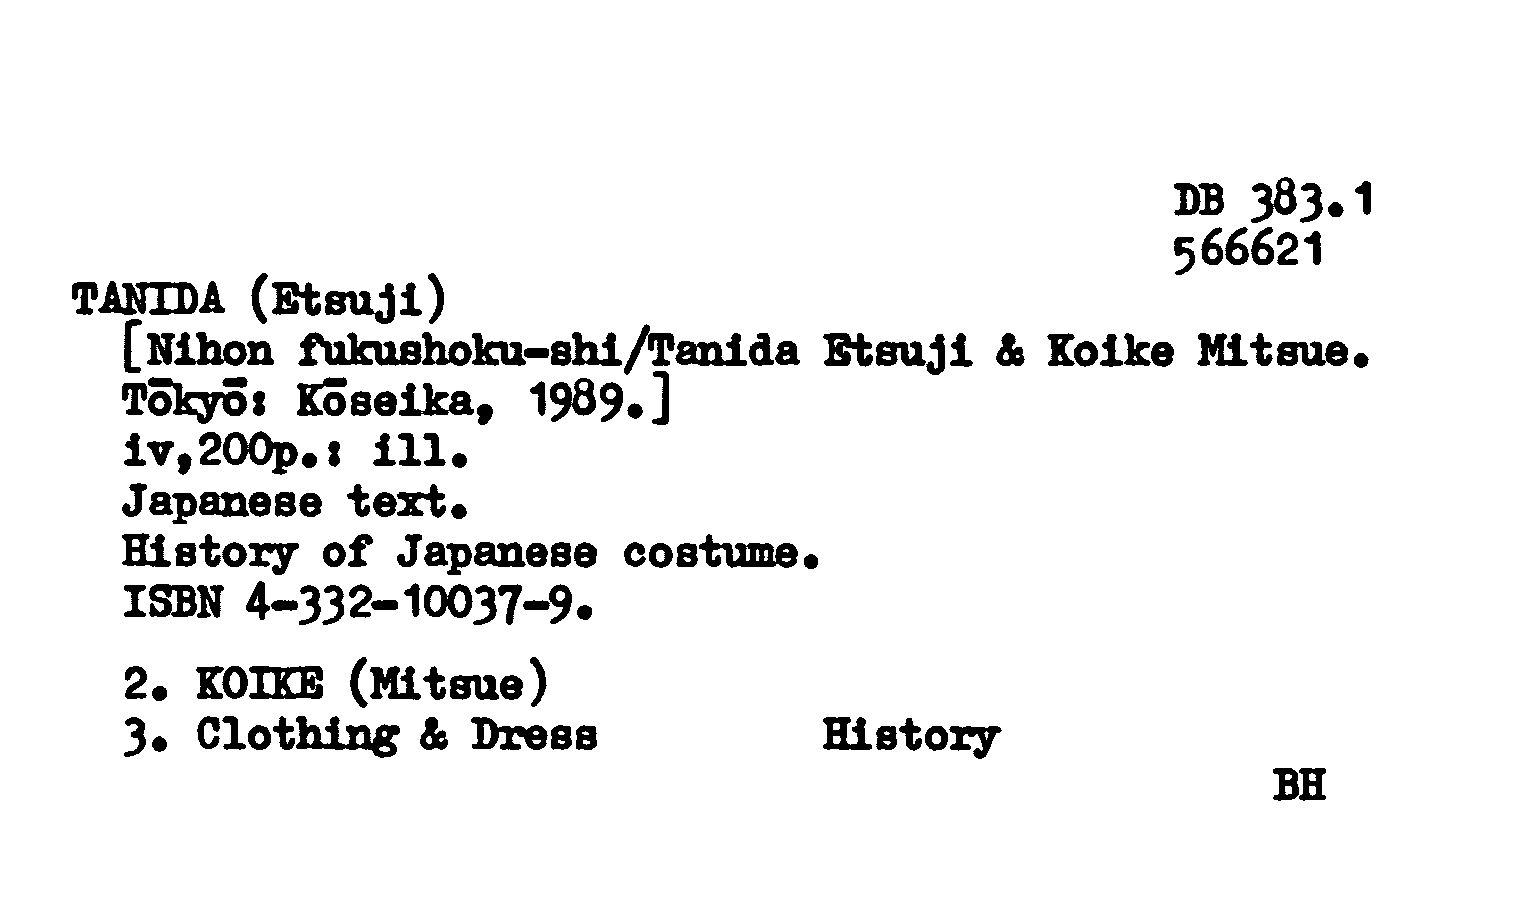 DB 383.1
566621
TANIDA (Etsuji)
[Nihon fukushoku-shi/Tanida Etsuji & Koike Mitsue.
Tōkyō: Kōseika, 1989.]
iv,200p.: ill.
Japanese text.
History of Japanese costume.
ISBN 4-332-10037-9.
2. KOIKE (Mitsue)
3. Clothing & Dress History
BH